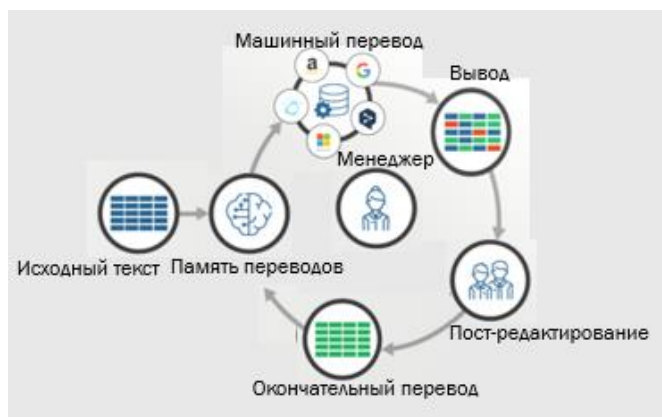 Машинный перевод
a
G
Вывод
Менеджер
Исходный текст
Память переводов
Пост-редактирование
Окончательный перевод